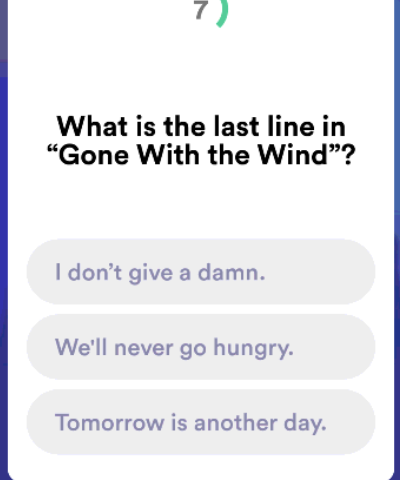 7
What is the last line in
“Gone With the Wind”?
I don’t give a damn.
We'll never go hungry.
Tomorrow is another day.